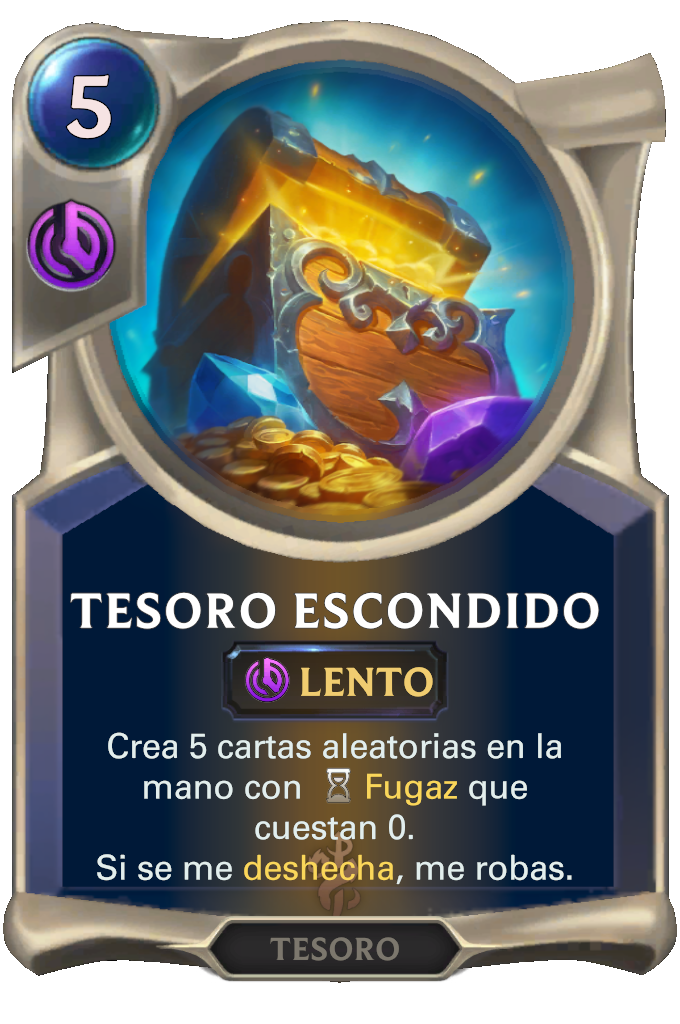 5
TESORO ESCONDIDO
LENTO
Crea 5 cartas aleatorias en la
mano con Fugaz que
cuestan 0.
Si se me deshecha, me robas.
TESORO